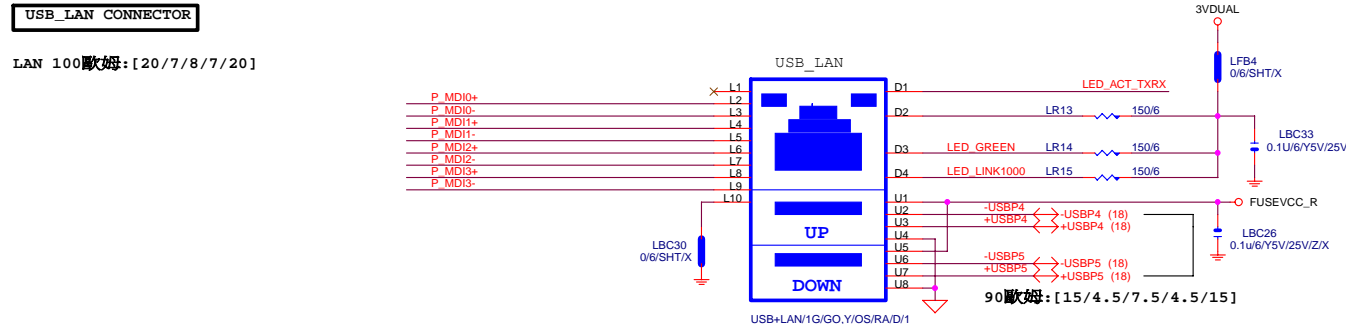 USB_LAN CONNECTOR
LAN 100歐姆:[20/7/8/7/20]
3VDUAL
LFB4
0/6/SHT/X
USB_LAN
L1
L2
L3
L4
L5
L6
L7
L8
L9
L10
P_MDI0+
P_MDI0-
P_MDI1+
P_MDI1-
P_MDI2+
P_MDI2-
P_MDI3+
P_MDI3-
D1
LED_ACT_TXRX
D2
LR13
150/6
D3
LED_GREEN
LR14
150/6
D4
LED_LINK1000
LR15
150/6
LBC33
0.1U/6/Y5V/25V
U1
U2
U3
U4
U5
U6
U7
U8
-USBP4
+USBP4
-USBP4 (18)
+USBP4 (18)
-USBP5
+USBP5
-USBP5 (18)
+USBP5 (18)
FUSEVCC_R
LBC26
0.1u/6/Y5V/25V/Z/X
UP
DOWN
LBC30
0/6/SHT/X
90歐姆:[15/4.5/7.5/4.5/15]
USB+LAN/1G/GO,Y/OS/RA/D/1